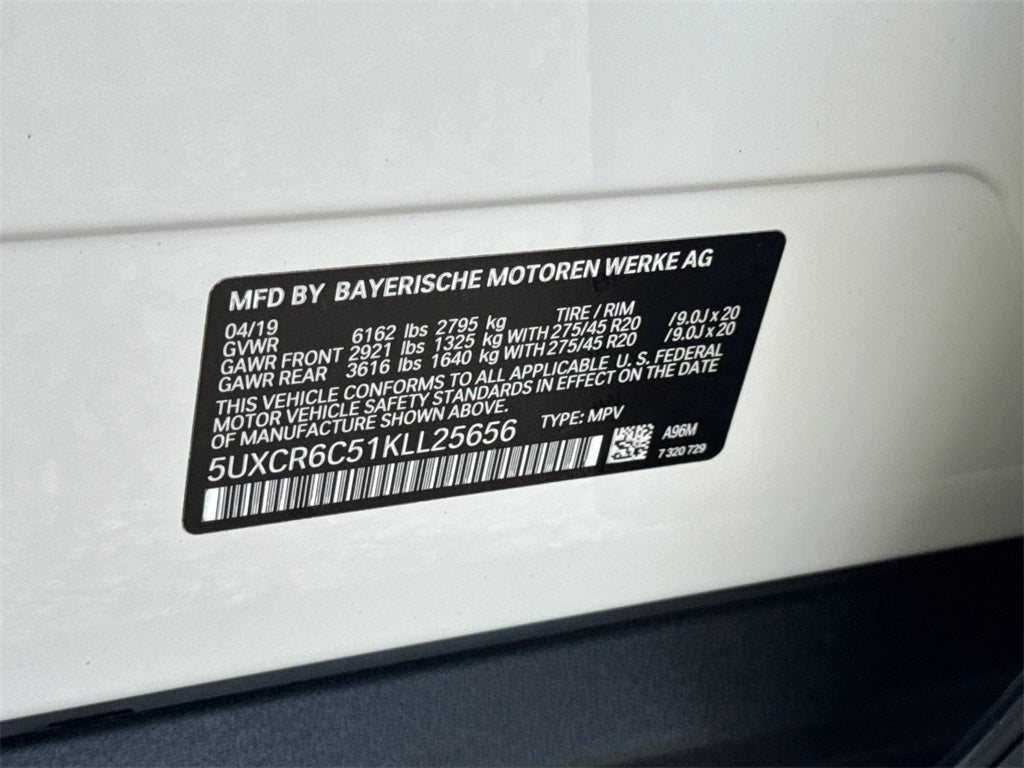 MFD BY BAYERISCHE MOTOREN WERKE AG
04/19
GVWR 6162 lbs 2795 kg TIRE / RIM
GAWR FRONT 2921 lbs 1325 kg WITH 275/45 R20 /9.0J x 20
GAWR REAR 3616 lbs 1640 kg WITH 275/45 R20 /9.0J x 20
THIS VEHICLE CONFORMS TO ALL APPLICABLE U. S. FEDERAL
MOTOR VEHICLE SAFETY STANDARDS IN EFFECT ON THE DATE
OF MANUFACTURE SHOWN ABOVE.
5UXCR6C51KLL25656 TYPE: MPV
A96M
7 320 729